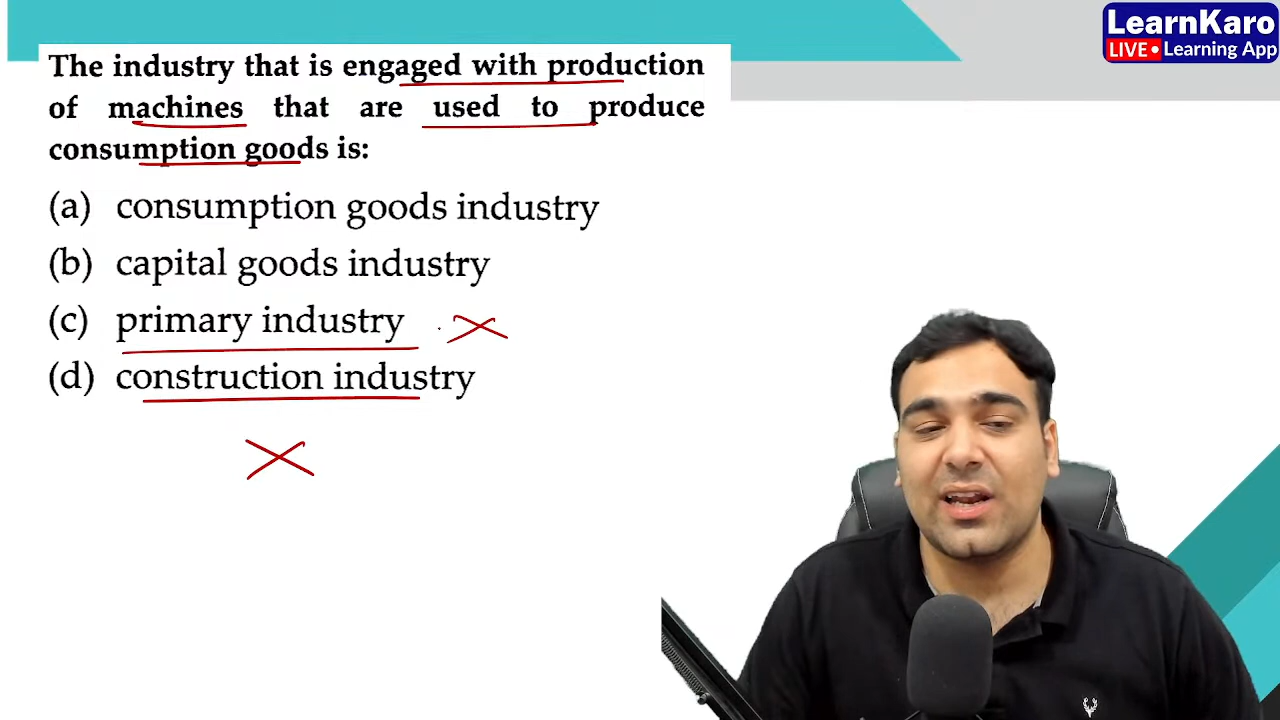 LearnKaro
LIVE • Learning App
The industry that is engaged with production
of machines that are used to produce
consumption goods is:
(a) consumption goods industry
(b) capital goods industry
(c) primary industry
(d) construction industry